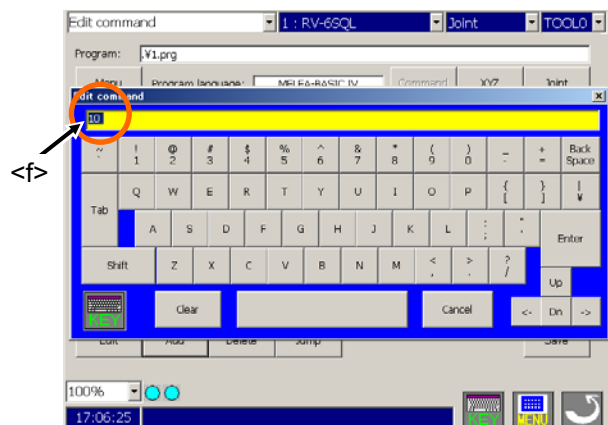 Edit command 1 : RV-6SQL Joint TOOL0
Program: .¥1.prg
Menu Program language: MELFA-BASIC IV Command XYZ Joint
Edit command x
10
<f>
~ ! @ # $ % ^ & * ( ) _ + Back
` 1 2 3 4 5 6 7 8 9 0 - = Space
Tab Q W E R T Y U I O P { [ } ] | ¥
A S D F G H J K L : ; " ' Enter
Shift Z X C V B N M < , > . ? / Up
KEY Clear Cancel <- Dn ->
Edit Add Delete Jump Save
100%
17:06:25 KEY MENU